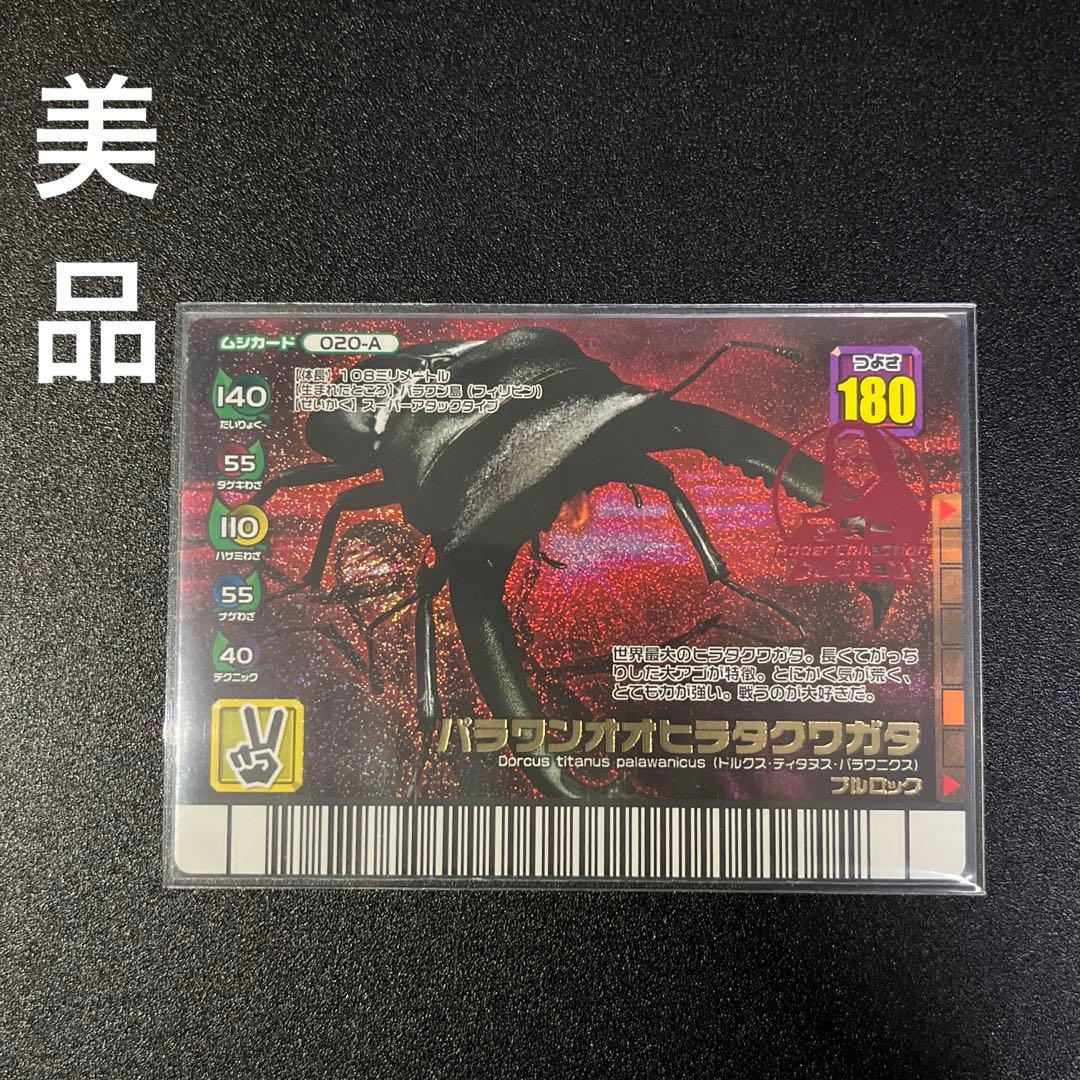 美
品
ムシカード 020-A
【体長】108ミリメートル
【生まれたところ】パラワン島（フィリピン）
【せいかく】スーパーアタックタイプ
つよさ
180
140
たいりょく
55
ダゲキわざ
110
ハサミわざ
55
ナゲわざ
40
テクニック
Adder Collection
世界最大のヒラタクワガタ。長くてがっち
りした大アゴが特徴。とにかく気が荒く、
とても力が強い。戦うのが大好きだ。
パラワンオオヒラタクワガタ
Dorcus titanus palawanicus（ドルクス・ティタヌス・パラワニクス）
ブルロック